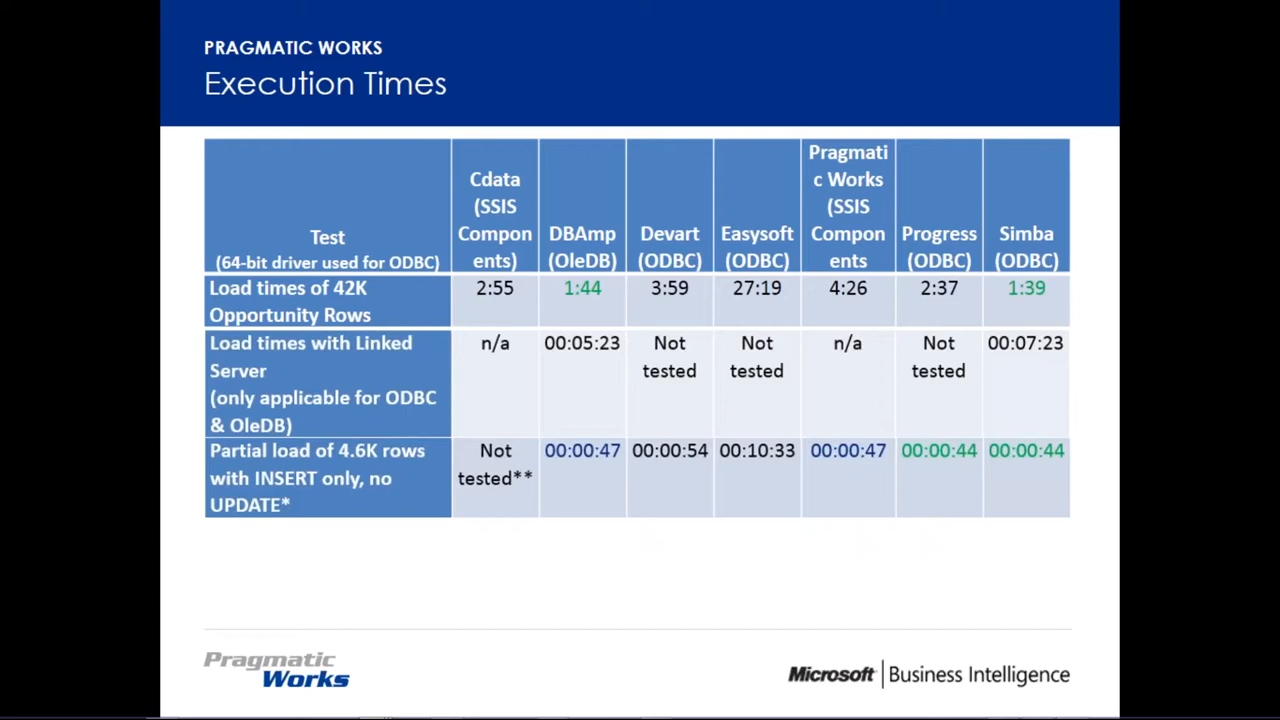 PRAGMATIC WORKS
Execution Times
Test
(64-bit driver used for ODBC)
Cdata
(SSIS
Compon
ents)
DBAmp
(OleDB)
Devart
(ODBC)
Easysoft
(ODBC)
Pragmati
c Works
(SSIS
Compon
ents
Progress
(ODBC)
Simba
(ODBC)
Load times of 42K
Opportunity Rows
2:55
1:44
3:59
27:19
4:26
2:37
1:39
Load times with Linked
Server
(only applicable for ODBC
& OleDB)
n/a
00:05:23
Not
tested
Not
tested
n/a
Not
tested
00:07:23
Partial load of 4.6K rows
with INSERT only, no
UPDATE*
Not
tested**
00:00:47
00:00:54
00:10:33
00:00:47
00:00:44
00:00:44
Pragmatic
Works
Microsoft Business Intelligence